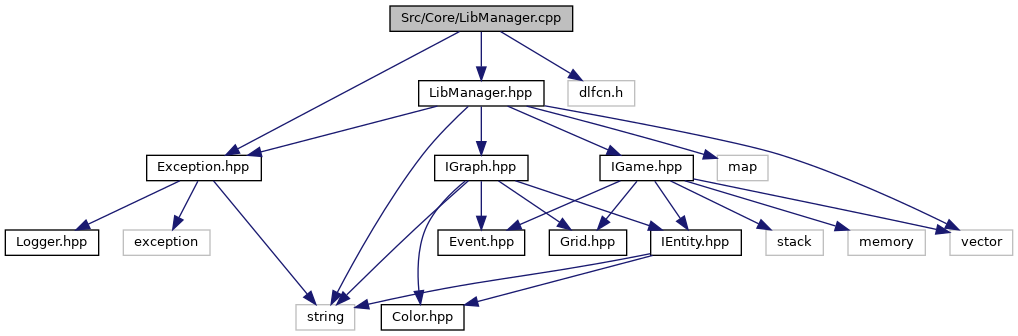 Src/Core/LibManager.cpp
LibManager.hpp
dlfcn.h
Exception.hpp
IGraph.hpp
IGame.hpp
map
Logger.hpp
exception
Event.hpp
Grid.hpp
IEntity.hpp
stack
memory
vector
string
Color.hpp